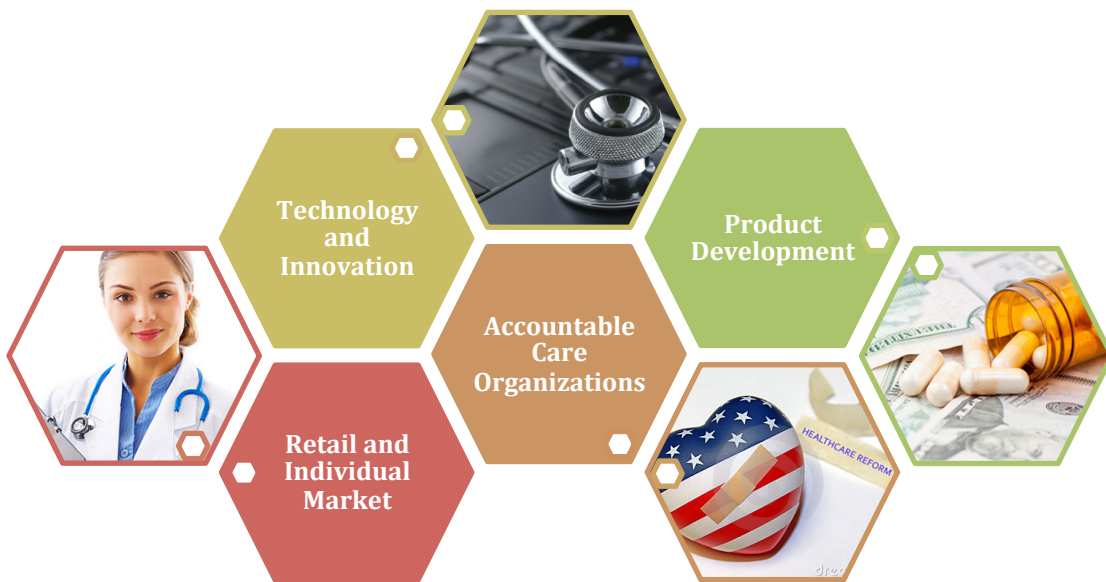 Technology
and
Innovation
Product
Development
Accountable
Care
Organizations
Retail and
Individual
Market
HEALTHCARE REFORM